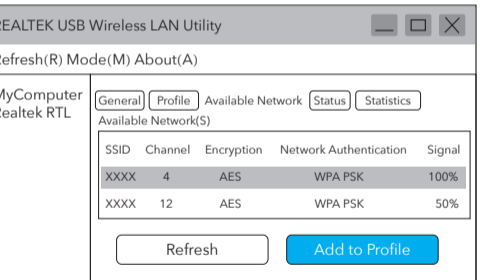 REALTEK USB Wireless LAN Utility
Refresh(R) Mode(M) About(A)
MyComputer
Realtek RTL
General Profile Available Network Status Statistics
Available Network(S)
SSID Channel Encryption Network Authentication Signal
XXXX 4 AES WPA PSK 100%
XXXX 12 AES WPA PSK 50%
Refresh Add to Profile